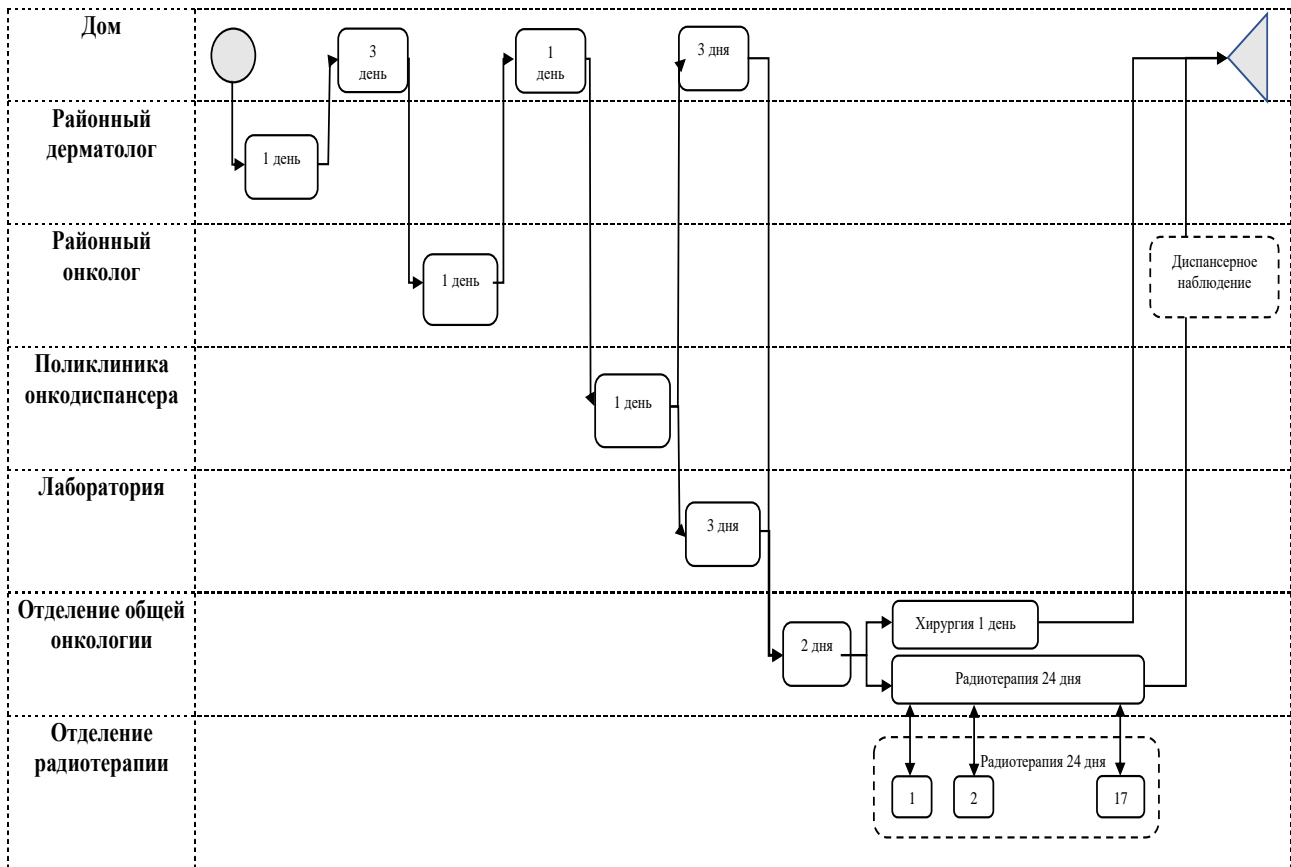 Дом
3
день
1
день
3 дня
Районный
дерматолог
1 день
Районный
онколог
1 день
Диспансерное
наблюдение
Поликлиника
онкодиспансера
1 день
Лаборатория
3 дня
Отделение общей
онкологии
2 дня
Хирургия 1 день
Радиотерапия 24 дня
Отделение
радиотерапии
Радиотерапия 24 дня
1
2
17